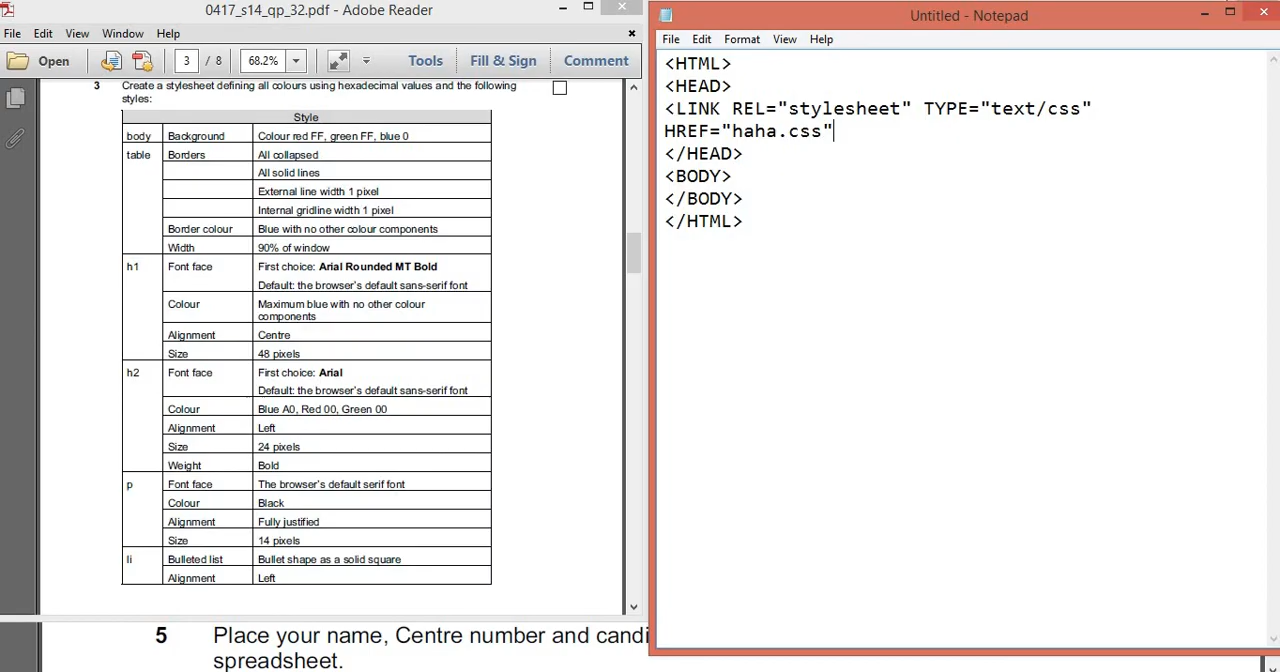 0417_s14_qp_32.pdf - Adobe Reader
File Edit View Window Help
Open 3 / 8 68.2% Tools Fill & Sign Comment
3 Create a stylesheet defining all colours using hexadecimal values and the following
styles:
Style
body Background Colour red FF, green FF, blue 0
table Borders All collapsed
All solid lines
External line width 1 pixel
Internal gridline width 1 pixel
Border colour Blue with no other colour components
Width 90% of window
h1 Font face First choice: Arial Rounded MT Bold
Default: the browser's default sans-serif font
Colour Maximum blue with no other colour
components
Alignment Centre
Size 48 pixels
h2 Font face First choice: Arial
Default: the browser's default sans-serif font
Colour Blue A0, Red 00, Green 00
Alignment Left
Size 24 pixels
Weight Bold
p Font face The browser's default serif font
Colour Black
Alignment Fully justified
Size 14 pixels
li Bulleted list Bullet shape as a solid square
Alignment Left
5 Place your name, Centre number and candi
spreadsheet.
Untitled - Notepad
File Edit Format View Help
<HTML>
<HEAD>
<LINK REL="stylesheet" TYPE="text/css"
HREF="haha.css"
</HEAD>
<BODY>
</BODY>
</HTML>